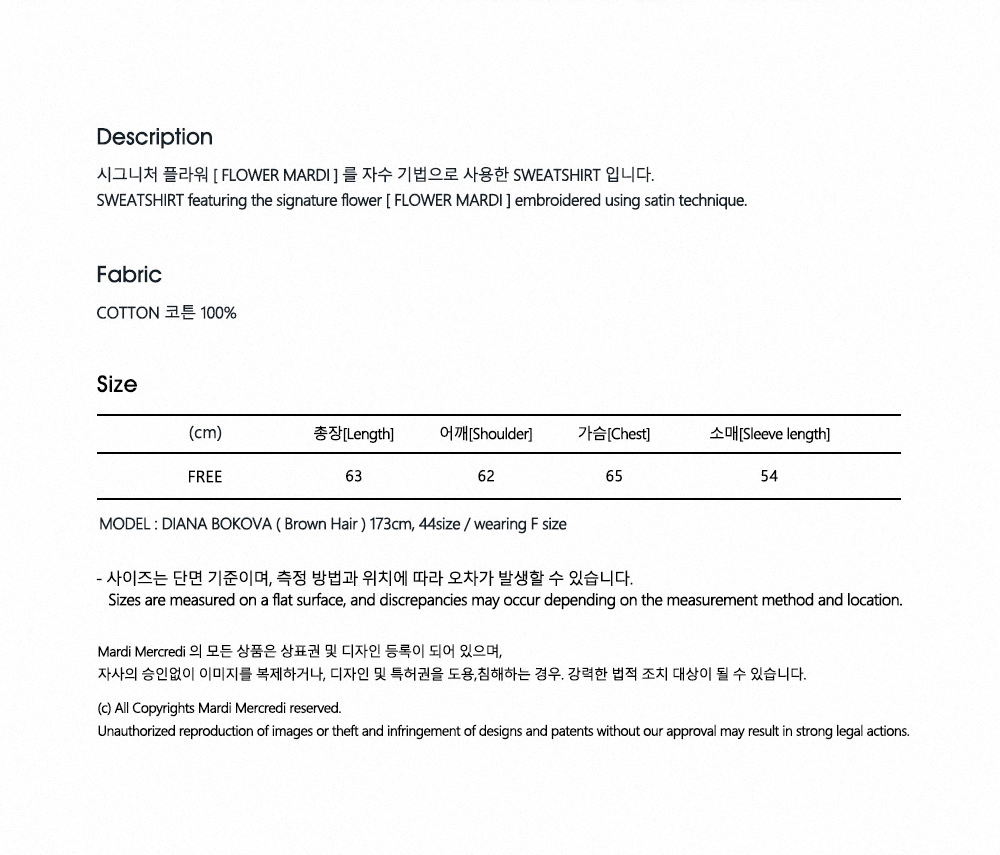 Description
시그니처 플라워 [ FLOWER MARDI ] 를 자수 기법으로 사용한 SWEATSHIRT 입니다.
SWEATSHIRT featuring the signature flower [ FLOWER MARDI ] embroidered using satin technique.
Fabric
COTTON 코튼 100%
Size
(cm) 총장[Length] 어깨[Shoulder] 가슴[Chest] 소매[Sleeve length]
FREE 63 62 65 54
MODEL : DIANA BOKOVA ( Brown Hair ) 173cm, 44size / wearing F size
- 사이즈는 단면 기준이며, 측정 방법과 위치에 따라 오차가 발생할 수 있습니다.
Sizes are measured on a flat surface, and discrepancies may occur depending on the measurement method and location.
Mardi Mercredi 의 모든 상품은 상표권 및 디자인 등록이 되어 있으며,
자사의 승인없이 이미지를 복제하거나, 디자인 및 특허권을 도용,침해하는 경우. 강력한 법적 조치 대상이 될 수 있습니다.
(c) All Copyrights Mardi Mercredi reserved.
Unauthorized reproduction of images or theft and infringement of designs and patents without our approval may result in strong legal actions.